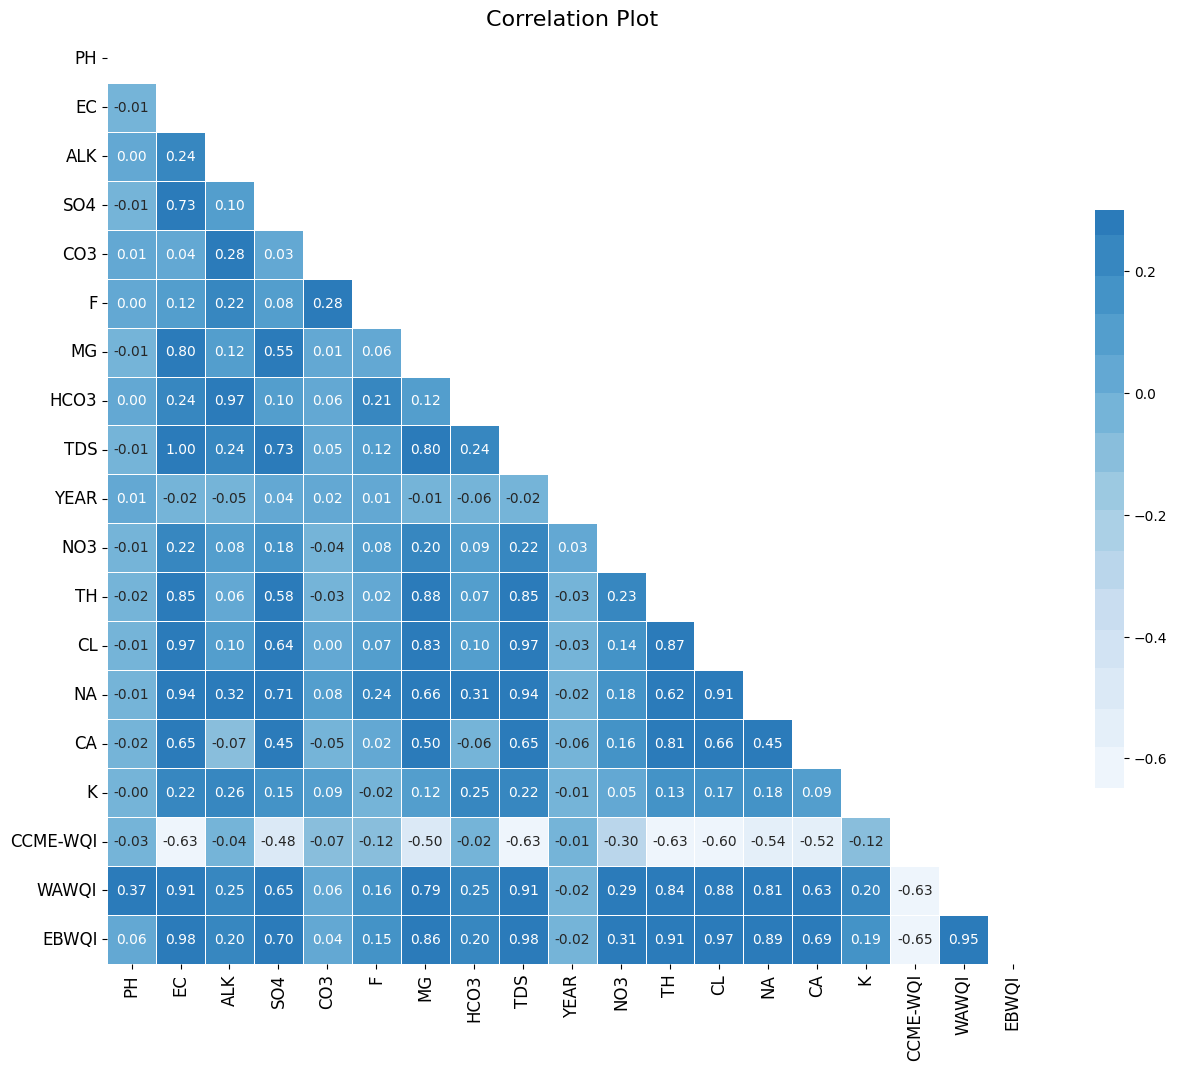 Correlation Plot
PH
EC -0.01
ALK 0.00 0.24
SO4 -0.01 0.73 0.10
CO3 0.01 0.04 0.28 0.03
F 0.00 0.12 0.22 0.08 0.28
MG -0.01 0.80 0.12 0.55 0.01 0.06
HCO3 0.00 0.24 0.97 0.10 0.06 0.21 0.12
TDS -0.01 1.00 0.24 0.73 0.05 0.12 0.80 0.24
YEAR 0.01 -0.02 -0.05 0.04 0.02 0.01 -0.01 -0.06 -0.02
NO3 -0.01 0.22 0.08 0.18 -0.04 0.08 0.20 0.09 0.22 0.03
TH -0.02 0.85 0.06 0.58 -0.03 0.02 0.88 0.07 0.85 -0.03 0.23
CL -0.01 0.97 0.10 0.64 0.00 0.07 0.83 0.10 0.97 -0.03 0.14 0.87
NA -0.01 0.94 0.32 0.71 0.08 0.24 0.66 0.31 0.94 -0.02 0.18 0.62 0.91
CA -0.02 0.65 -0.07 0.45 -0.05 0.02 0.50 -0.06 0.65 -0.06 0.16 0.81 0.66 0.45
K -0.00 0.22 0.26 0.15 0.09 -0.02 0.12 0.25 0.22 -0.01 0.05 0.13 0.17 0.18 0.09
CCME-WQI -0.03 -0.63 -0.04 -0.48 -0.07 -0.12 -0.50 -0.02 -0.63 -0.01 -0.30 -0.63 -0.60 -0.54 -0.52 -0.12
WAWQI 0.37 0.91 0.25 0.65 0.06 0.16 0.79 0.25 0.91 -0.02 0.29 0.84 0.88 0.81 0.63 0.20 -0.63
EBWQI 0.06 0.98 0.20 0.70 0.04 0.15 0.86 0.20 0.98 -0.02 0.31 0.91 0.97 0.89 0.69 0.19 -0.65 0.95
PH EC ALK SO4 CO3 F MG HCO3 TDS YEAR NO3 TH CL NA CA K CCME-WQI WAWQI EBWQI
0.2
0.0
−0.2
−0.4
−0.6